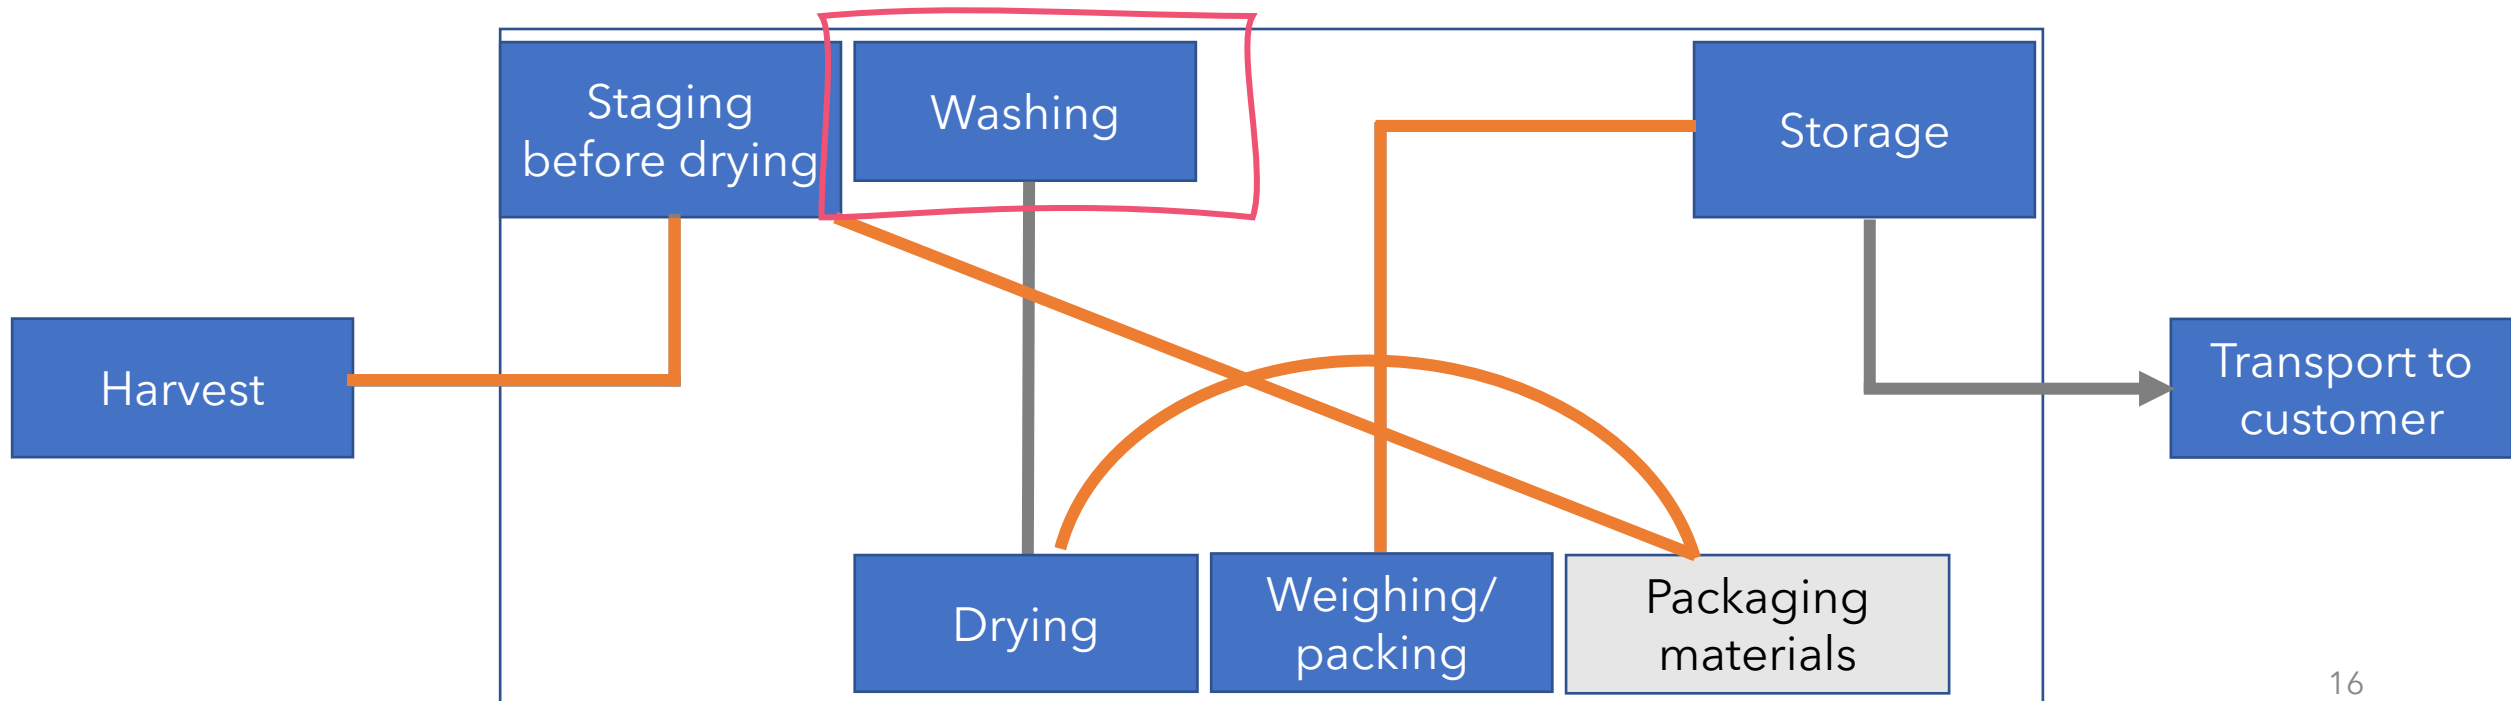 Staging
before drying
Washing
Storage
Harvest
Transport to
customer
Drying
Weighing/
packing
Packaging
materials
16